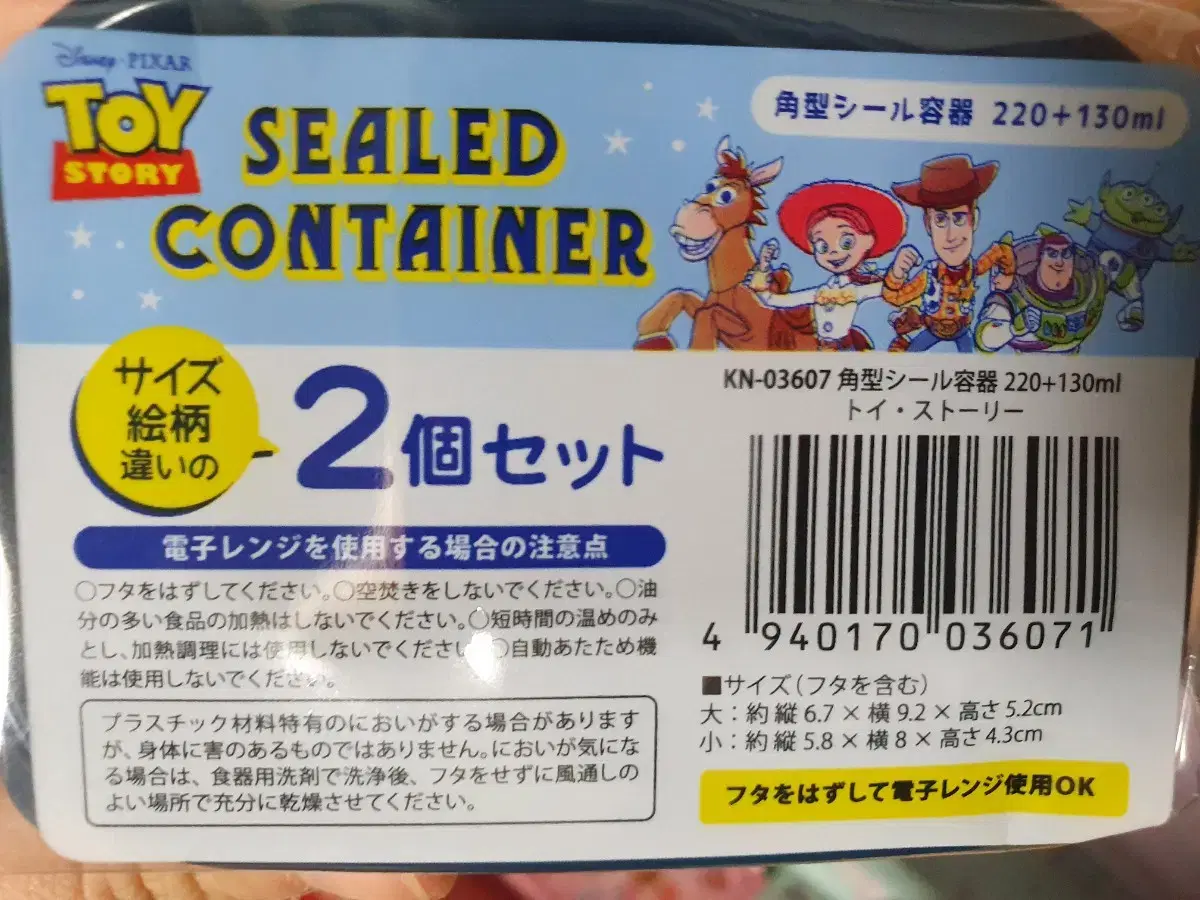 Disney・PIXAR
TOY
STORY
SEALED
CONTAINER
角型シール容器 220+130ml
サイズ
絵柄
違いの
2個セット
電子レンジを使用する場合の注意点
○フタをはずしてください。○空焚きをしないでください。○油
分の多い食品の加熱はしないでください。○短時間の温めのみ
とし、加熱調理には使用しないでください。○自動あたため機
能は使用しないでください。
プラスチック材料特有のにおいがする場合があります
が、身体に害のあるものではありません。においが気にな
る場合は、食器用洗剤で洗浄後、フタをせずに風通しの
よい場所で充分に乾燥させてください。
KN-03607 角型シール容器 220+130ml
トイ・ストーリー
4 940170 036071
■サイズ(フタを含む)
大：約 縦 6.7 × 横 9.2 × 高さ 5.2cm
小：約 縦 5.8 × 横 8 × 高さ 4.3cm
フタをはずして電子レンジ使用OK